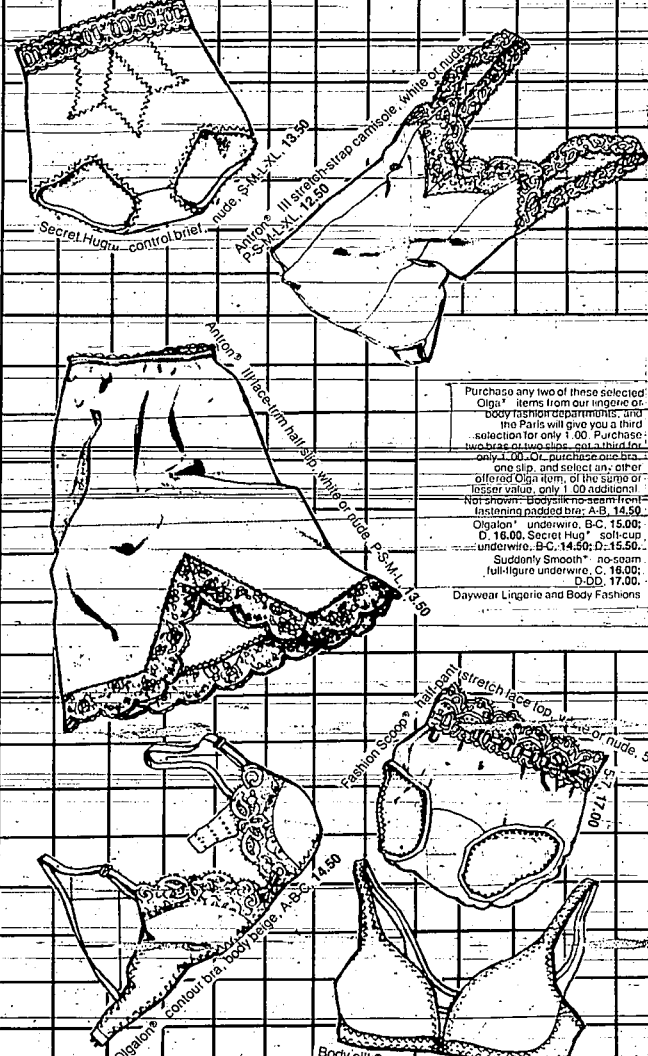 Secret Hug™ control brief, nude, S-M-L-XL, 13.50
Antron® III stretch-strap camisole, white or nude
P-S-M-L-XL, 12.50
Antron® III lace-trim half slip, white or nude, P-S-M-L, 13.50
Purchase any two of these selected
Olga* items from our lingerie or
body fashion departments, and
the Paris will give you a third
selection for only 1.00. Purchase
two bras or two slips, get a third for
only 1.00. Or, purchase one bra,
one slip, and select any other
offered Olga item, of the same or
lesser value, only 1.00 additional.
Not shown: Bodysilk no-seam front
fastening padded bra; A-B, 14.50
Olgalon* underwire, B-C, 15.00;
D, 16.00. Secret Hug* soft-cup
underwire, B-C, 14.50; D, 15.50.
Suddenly Smooth* no-seam
full-figure underwire, C, 16.00;
D-DD, 17.00.
Daywear Lingerie and Body Fashions
Fashion Scoop® half-pant, stretch lace top, white or nude, 5
5-7, 17.00
Olgalon® contour bra, body beige, A-B-C, 14.50